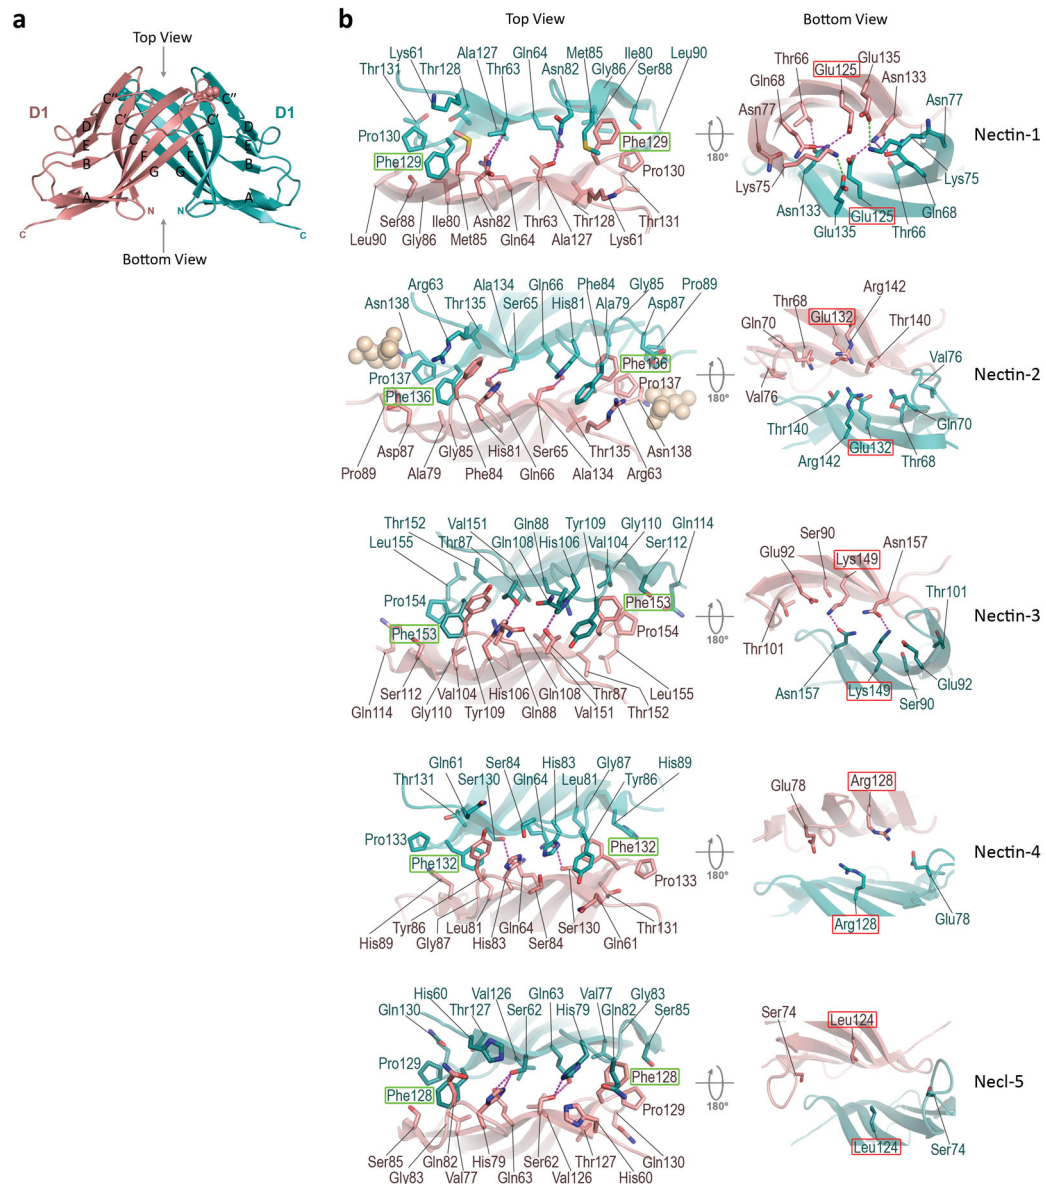 a
b
Top View
Bottom View
Top View
D1
D1
C'' C''
C' C'
D D
E E
C C
B B
F F
G G
A A
N N
C C
Bottom View
Lys61 Ala127 Gln64 Met85 Ile80 Leu90
Thr131 Thr128 Thr63 Asn82 Gly86 Ser88
Pro130
Phe129
Phe129
Pro130
Ser88 Ile80 Asn82 Thr63 Thr128 Thr131
Leu90 Gly86 Met85 Gln64 Ala127 Lys61
180°
Thr66 Glu135
Gln68 Glu125 Asn133
Asn77 Asn77
Lys75 Lys75
Asn133 Glu125 Gln68
Glu135 Thr66
Nectin-1
Arg63 Ala134 Gln66 Phe84 Gly85 Pro89
Asn138 Thr135 Ser65 His81 Ala79 Asp87
Pro137
Phe136
Phe136
Pro137
Asp87 Gly85 His81 Ser65 Thr135 Asn138
Pro89 Ala79 Phe84 Gln66 Ala134 Arg63
180°
Arg142
Thr68
Gln70 Glu132 Thr140
Val76
Val76
Gln70
Thr140
Glu132
Arg142 Thr68
Nectin-2
Thr152 Val151 Gln88 Tyr109 Gly110 Gln114
Leu155 Thr87 Gln108 His106 Val104 Ser112
Pro154
Phe153
Phe153
Pro154
Ser112 Val104 His106 Gln108 Thr87 Leu155
Gln114 Gly110 Tyr109 Gln88 Val151 Thr152
180°
Ser90
Glu92 Lys149 Asn157
Thr101
Thr101
Asn157 Lys149 Glu92
Ser90
Nectin-3
Gln61 Ser84 His83 Gly87 His89
Thr131 Ser130 Gln64 Leu81 Tyr86
Pro133
Phe132
Phe132
Pro133
Tyr86 Leu81 Gln64 Ser130 Thr131
His89 Gly87 His83 Ser84 Gln61
180°
Glu78 Arg128
Arg128 Glu78
Nectin-4
His60 Val126 Gln63 Val77 Gly83
Gln130 Thr127 Ser62 His79 Gln82 Ser85
Pro129
Phe128
Phe128
Pro129
Ser85 Gln82 His79 Ser62 Thr127 Gln130
Gly83 Val77 Gln63 Val126 His60
180°
Ser74 Leu124
Leu124 Ser74
Necl-5